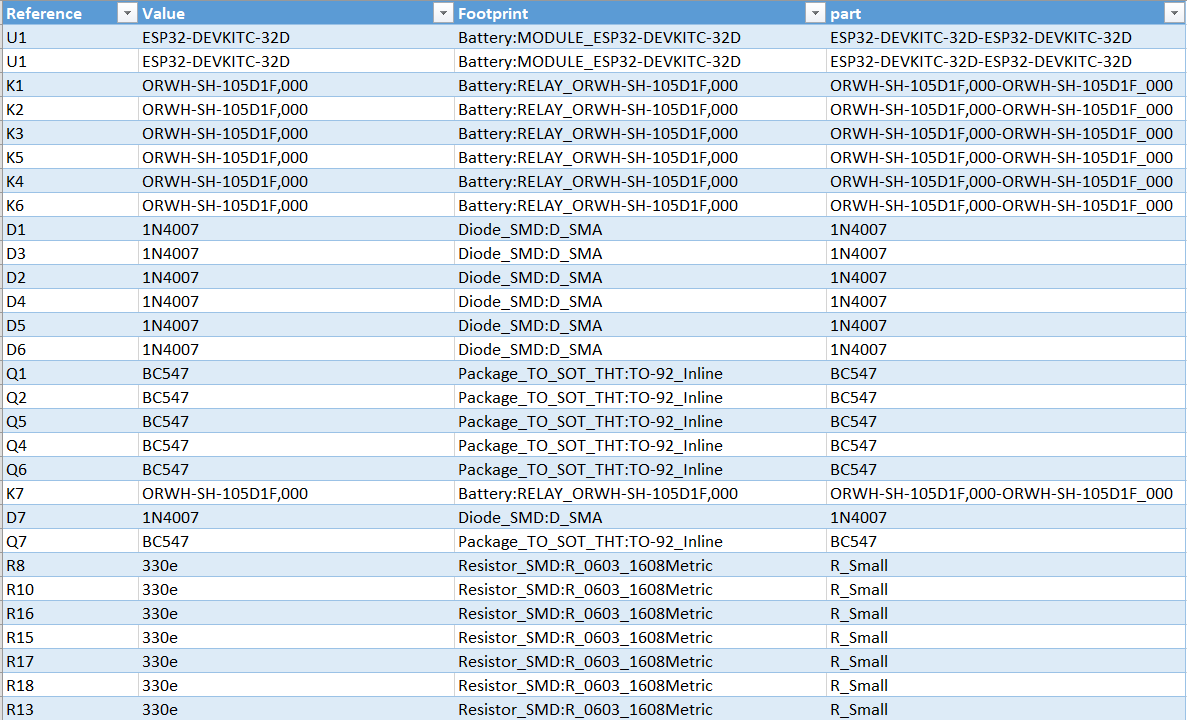 Reference Value Footprint part
U1 ESP32-DEVKITC-32D Battery:MODULE_ESP32-DEVKITC-32D ESP32-DEVKITC-32D-ESP32-DEVKITC-32D
U1 ESP32-DEVKITC-32D Battery:MODULE_ESP32-DEVKITC-32D ESP32-DEVKITC-32D-ESP32-DEVKITC-32D
K1 ORWH-SH-105D1F,000 Battery:RELAY_ORWH-SH-105D1F,000 ORWH-SH-105D1F,000-ORWH-SH-105D1F_000
K2 ORWH-SH-105D1F,000 Battery:RELAY_ORWH-SH-105D1F,000 ORWH-SH-105D1F,000-ORWH-SH-105D1F_000
K3 ORWH-SH-105D1F,000 Battery:RELAY_ORWH-SH-105D1F,000 ORWH-SH-105D1F,000-ORWH-SH-105D1F_000
K5 ORWH-SH-105D1F,000 Battery:RELAY_ORWH-SH-105D1F,000 ORWH-SH-105D1F,000-ORWH-SH-105D1F_000
K4 ORWH-SH-105D1F,000 Battery:RELAY_ORWH-SH-105D1F,000 ORWH-SH-105D1F,000-ORWH-SH-105D1F_000
K6 ORWH-SH-105D1F,000 Battery:RELAY_ORWH-SH-105D1F,000 ORWH-SH-105D1F,000-ORWH-SH-105D1F_000
D1 1N4007 Diode_SMD:D_SMA 1N4007
D3 1N4007 Diode_SMD:D_SMA 1N4007
D2 1N4007 Diode_SMD:D_SMA 1N4007
D4 1N4007 Diode_SMD:D_SMA 1N4007
D5 1N4007 Diode_SMD:D_SMA 1N4007
D6 1N4007 Diode_SMD:D_SMA 1N4007
Q1 BC547 Package_TO_SOT_THT:TO-92_Inline BC547
Q2 BC547 Package_TO_SOT_THT:TO-92_Inline BC547
Q5 BC547 Package_TO_SOT_THT:TO-92_Inline BC547
Q4 BC547 Package_TO_SOT_THT:TO-92_Inline BC547
Q6 BC547 Package_TO_SOT_THT:TO-92_Inline BC547
K7 ORWH-SH-105D1F,000 Battery:RELAY_ORWH-SH-105D1F,000 ORWH-SH-105D1F,000-ORWH-SH-105D1F_000
D7 1N4007 Diode_SMD:D_SMA 1N4007
Q7 BC547 Package_TO_SOT_THT:TO-92_Inline BC547
R8 330e Resistor_SMD:R_0603_1608Metric R_Small
R10 330e Resistor_SMD:R_0603_1608Metric R_Small
R16 330e Resistor_SMD:R_0603_1608Metric R_Small
R15 330e Resistor_SMD:R_0603_1608Metric R_Small
R17 330e Resistor_SMD:R_0603_1608Metric R_Small
R18 330e Resistor_SMD:R_0603_1608Metric R_Small
R13 330e Resistor_SMD:R_0603_1608Metric R_Small